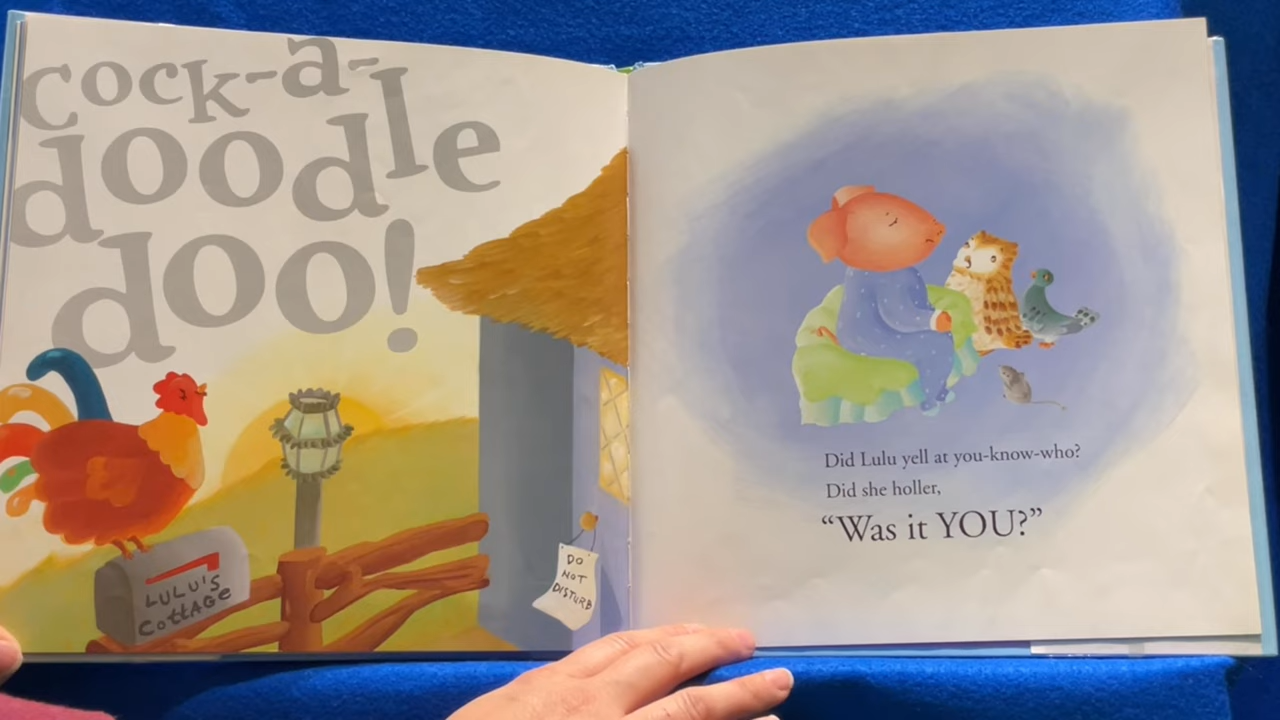 cock-a-
doodle
doo!
LULU'S
COttAGe
DO
NOT
DISTURB
Did Lulu yell at you-know-who?
Did she holler,
“Was it YOU?”